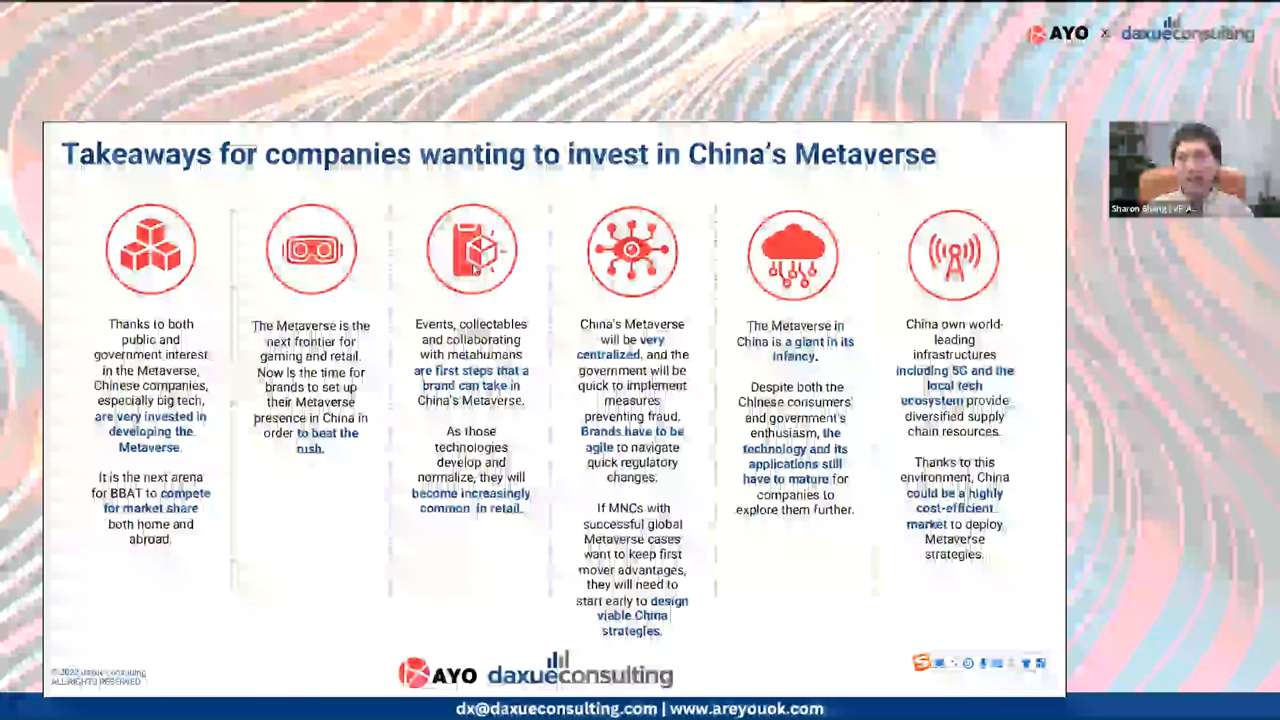 AYO x daxueconsulting
Takeaways for companies wanting to invest in China's Metaverse
Thanks to both
public and
government interest
in the Metaverse,
Chinese companies,
especially big tech,
are very invested in
developing the
Metaverse.
It is the next arena
for BBAT to compete
for market share
both home and
abroad.
The Metaverse is the
next frontier for
gaming and retail.
Now is the time for
brands to set up
their Metaverse
presence in China in
order to beat the
rush.
Events, collectables
and collaborating
with metahumans
are first steps that a
brand can take in
China's Metaverse.
As those
technologies
develop and
normalize, they will
become increasingly
common in retail.
China's Metaverse
will be very
centralized, and the
government will be
quick to implement
measures
preventing fraud.
Brands have to be
agile to navigate
quick regulatory
changes.
If MNCs with
successful global
Metaverse cases
want to keep first
mover advantages,
they will need to
start early to design
viable China
strategies.
The Metaverse in
China is a giant in its
infancy.
Despite both the
Chinese consumers'
and government's
enthusiasm, the
technology and its
applications still
have to mature for
companies to
explore them further.
China own world-
leading
infrastructures
including 5G and the
local tech
ecosystem provide
diversified supply
chain resources.
Thanks to this
environment, China
could be a highly
cost-efficient
market to deploy
Metaverse
strategies.
Sharon
© 2022 daxue consulting
ALL RIGHTS RESERVED
AYO daxueconsulting
dx@daxueconsulting.com | www.areyouok.com